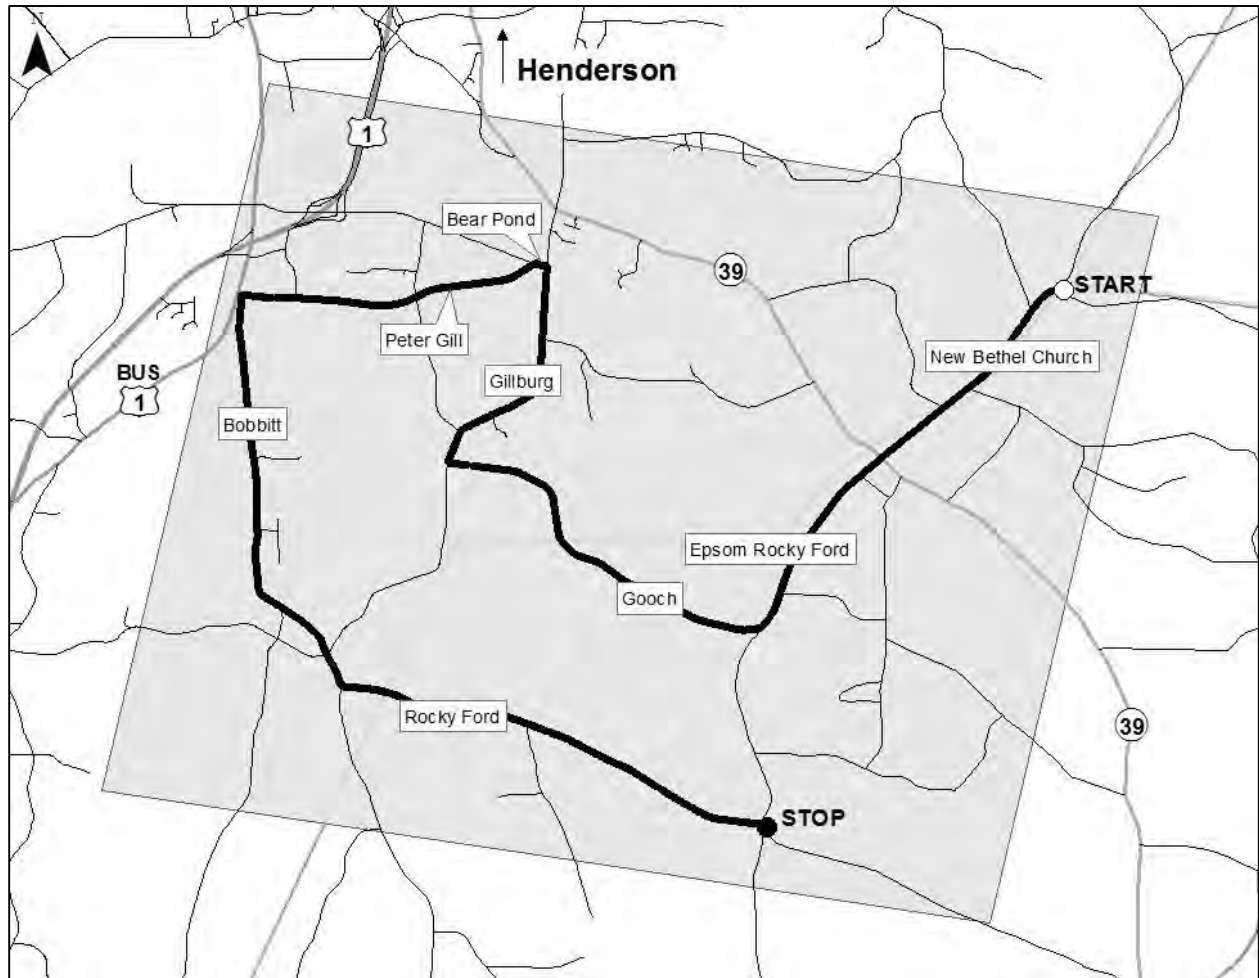 N
Henderson
1
Bear Pond
39
START
Peter Gill
New Bethel Church
BUS
1
Gillburg
Bobbitt
Epsom Rocky Ford
Gooch
Rocky Ford
39
STOP